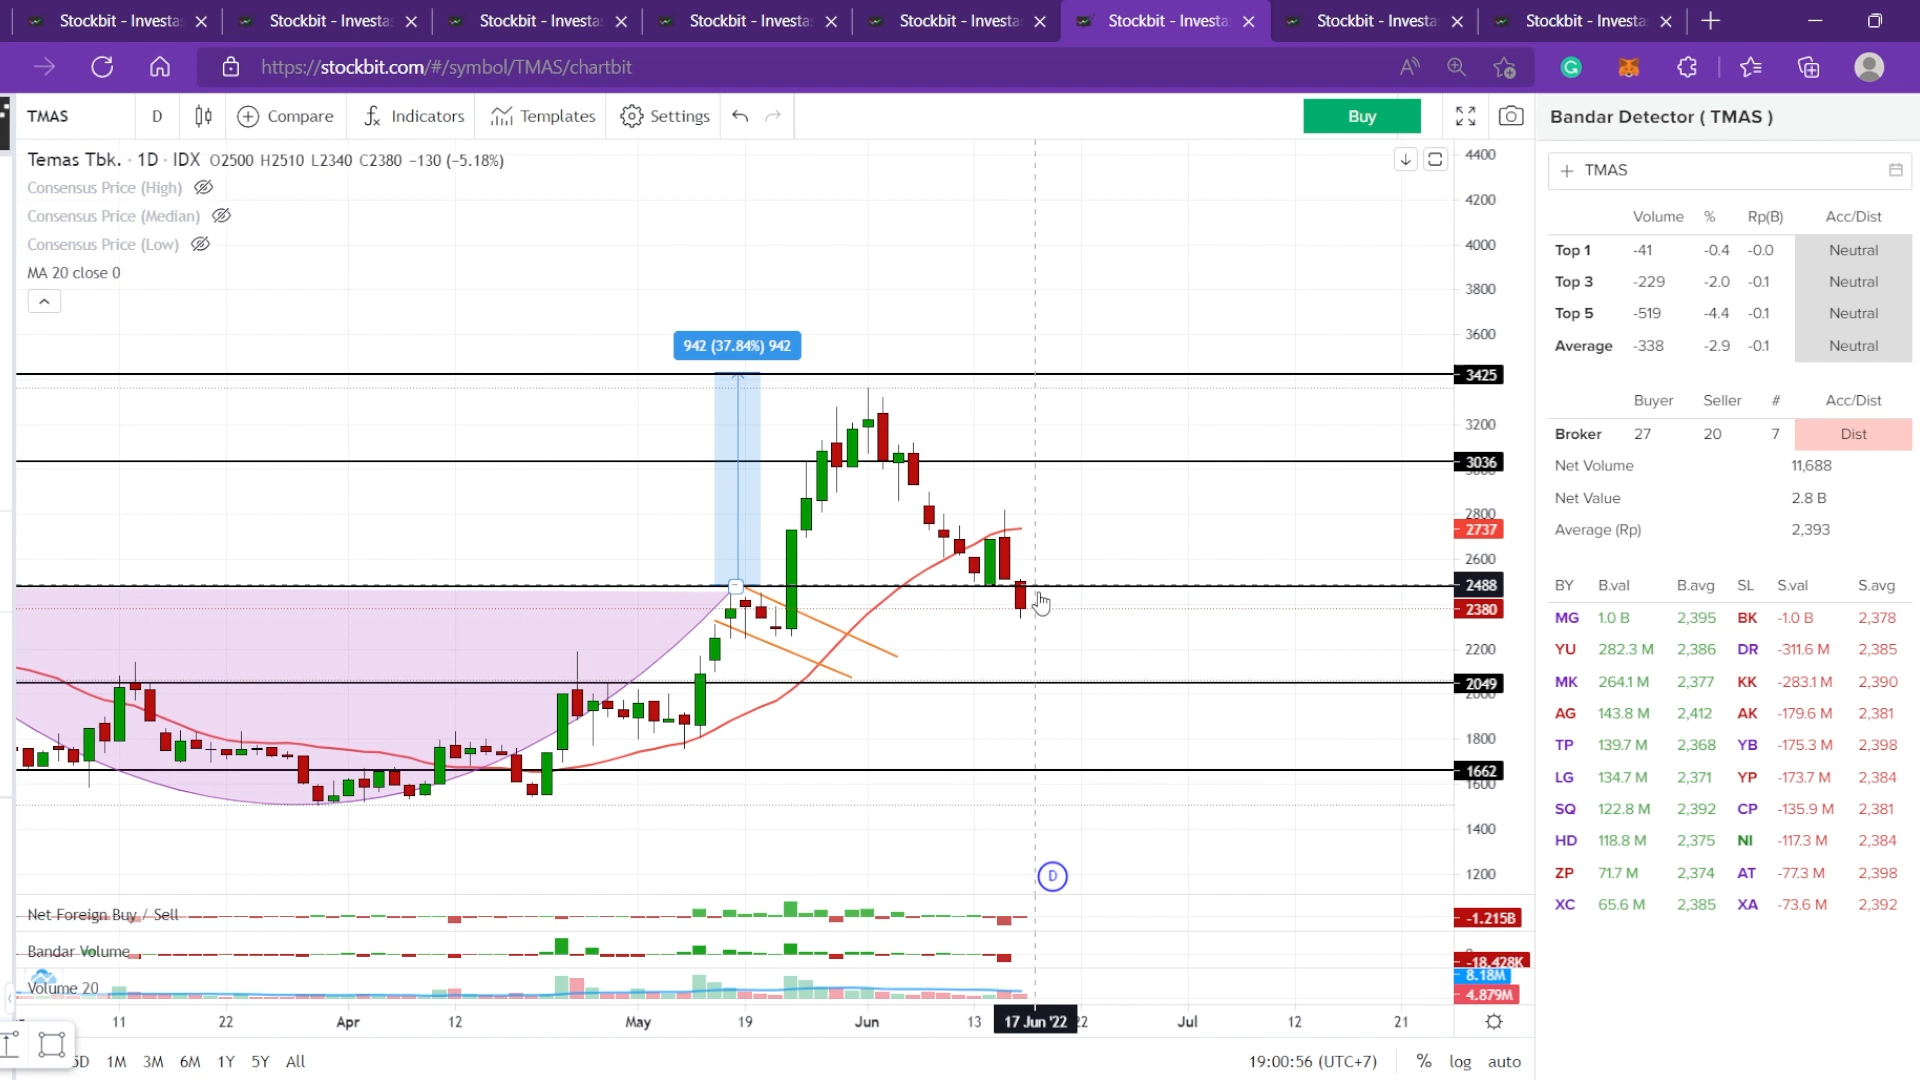 Stockbit - Investa
Stockbit - Investa
Stockbit - Investa
Stockbit - Investa
Stockbit - Investa
Stockbit - Investa
Stockbit - Investa
Stockbit - Investa
https://stockbit.com/#/symbol/TMAS/chartbit
TMAS D Compare Indicators Templates Settings Buy
Temas Tbk. · 1D · IDX O2500 H2510 L2340 C2380 -130 (-5.18%)
Consensus Price (High)
Consensus Price (Median)
Consensus Price (Low)
MA 20 close 0
942 (37.84%) 942
4400
4200
4000
3800
3600
3425
3200
3036
2800
2737
2600
2488
2380
2200
2049
2000
1800
1662
1600
1400
1200
D
Net Foreign Buy / Sell
-1.215B
Bandar Volume
-18.428K
Volume 20
8.18M
4.879M
11 22 Apr 12 May 19 Jun 13 17 Jun '22 22 Jul 12 21
5D 1M 3M 6M 1Y 5Y All
19:00:56 (UTC+7) % log auto
Bandar Detector ( TMAS )
TMAS
Volume % Rp(B) Acc/Dist
Top 1 -41 -0.4 -0.0 Neutral
Top 3 -229 -2.0 -0.1 Neutral
Top 5 -519 -4.4 -0.1 Neutral
Average -338 -2.9 -0.1 Neutral
Buyer Seller # Acc/Dist
Broker 27 20 7 Dist
Net Volume 11,688
Net Value 2.8 B
Average (Rp) 2,393
BY B.val B.avg SL S.val S.avg
MG 1.0 B 2,395 BK -1.0 B 2,378
YU 282.3 M 2,386 DR -311.6 M 2,385
MK 264.1 M 2,377 KK -283.1 M 2,390
AG 143.8 M 2,412 AK -179.6 M 2,381
TP 139.7 M 2,368 YB -175.3 M 2,398
LG 134.7 M 2,371 YP -173.7 M 2,384
SQ 122.8 M 2,392 CP -135.9 M 2,381
HD 118.8 M 2,375 NI -117.3 M 2,384
ZP 71.7 M 2,374 AT -77.3 M 2,398
XC 65.6 M 2,385 XA -73.6 M 2,392